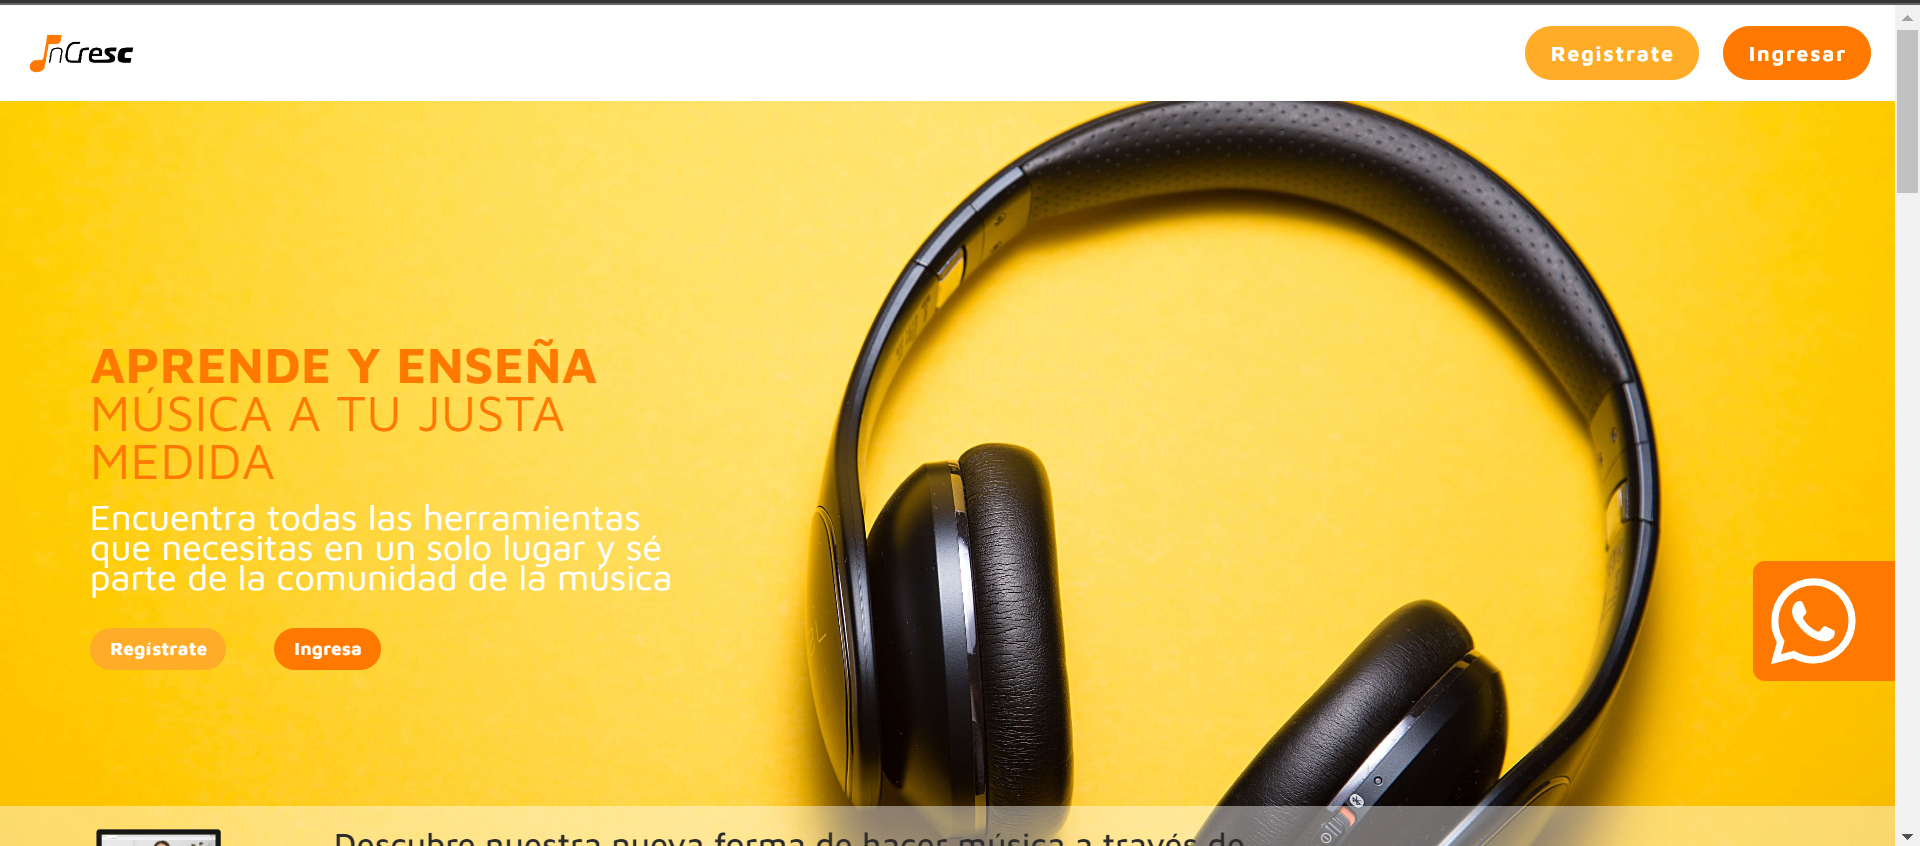 nCresc
Registrate
Ingresar
APRENDE Y ENSEÑA
MÚSICA A TU JUSTA
MEDIDA
Encuentra todas las herramientas
que necesitas en un solo lugar y sé
parte de la comunidad de la música
Regístrate
Ingresa
Descubre nuestra nueva forma de hacer música a través de